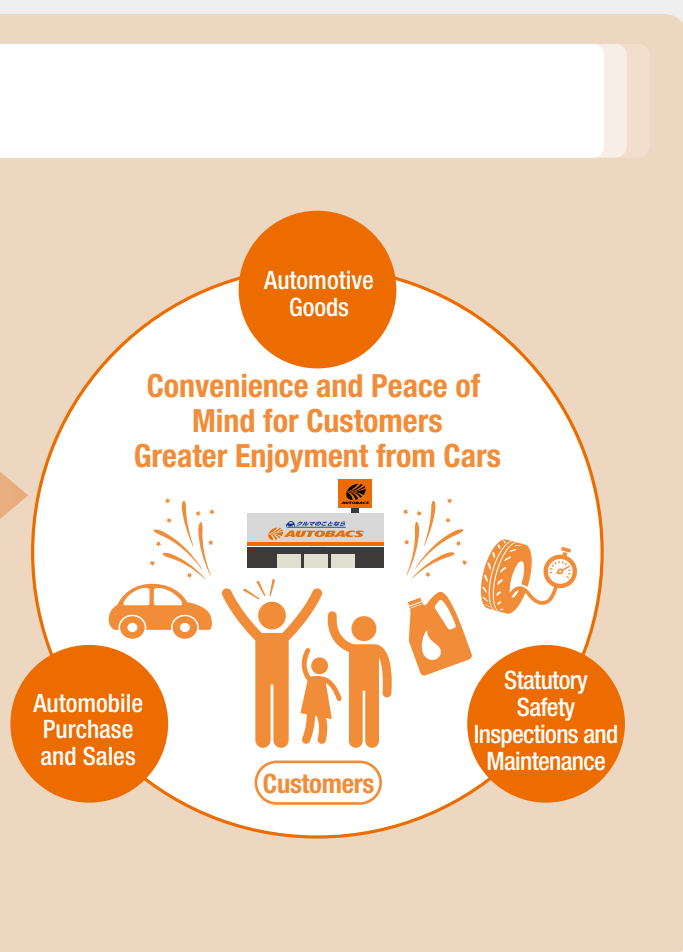 Automotive
Goods
Convenience and Peace of
Mind for Customers
Greater Enjoyment from Cars
AUTOBACS
クルマのことなら
AUTOBACS
Automobile
Purchase
and Sales
Statutory
Safety
Inspections and
Maintenance
Customers